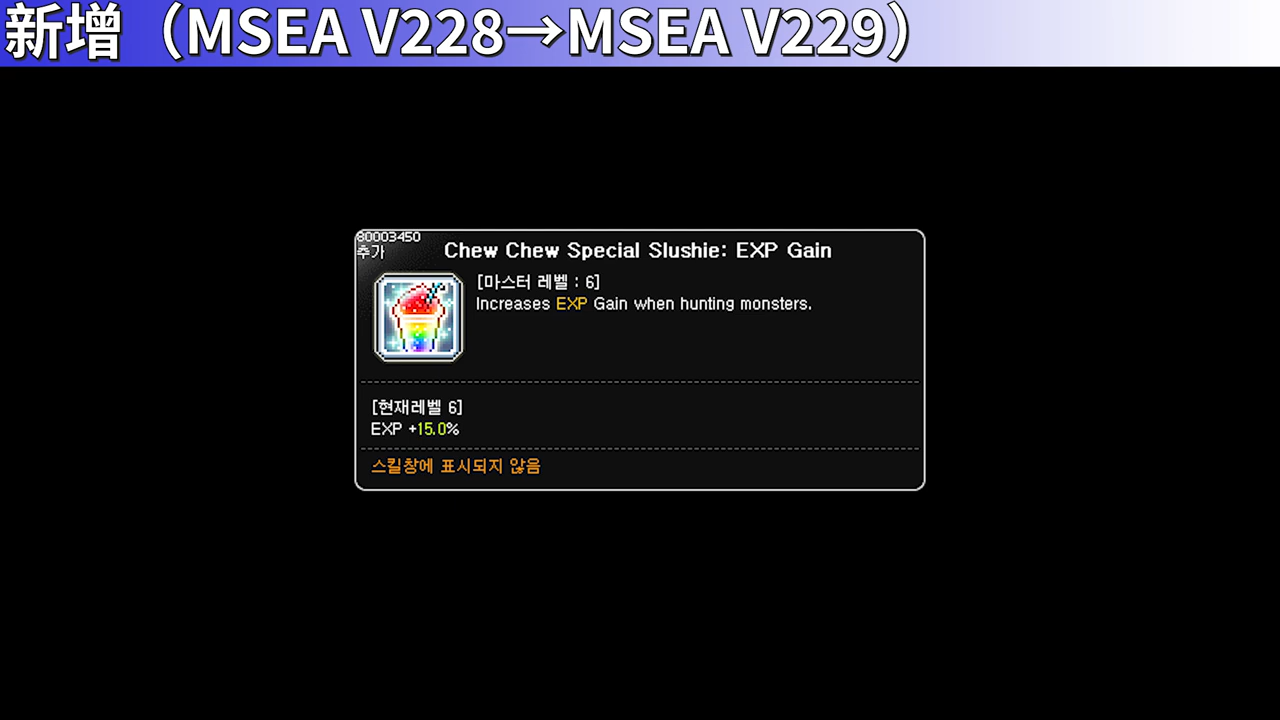 新增（MSEA V228→MSEA V229）
80003450
추가
Chew Chew Special Slushie: EXP Gain
[마스터 레벨 : 6]
Increases EXP Gain when hunting monsters.
[현재레벨 6]
EXP +15.0%
스킬창에 표시되지 않음